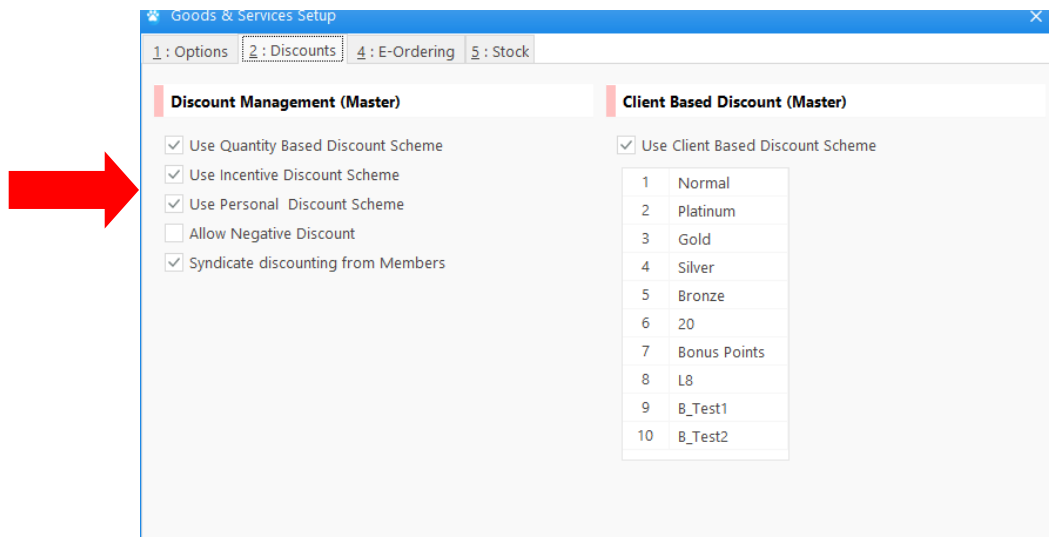 Goods & Services Setup
1 : Options 2 : Discounts 4 : E-Ordering 5 : Stock
Discount Management (Master)
Use Quantity Based Discount Scheme
Use Incentive Discount Scheme
Use Personal Discount Scheme
Allow Negative Discount
Syndicate discounting from Members
Client Based Discount (Master)
Use Client Based Discount Scheme
1 Normal
2 Platinum
3 Gold
4 Silver
5 Bronze
6 20
7 Bonus Points
8 L8
9 B_Test1
10 B_Test2